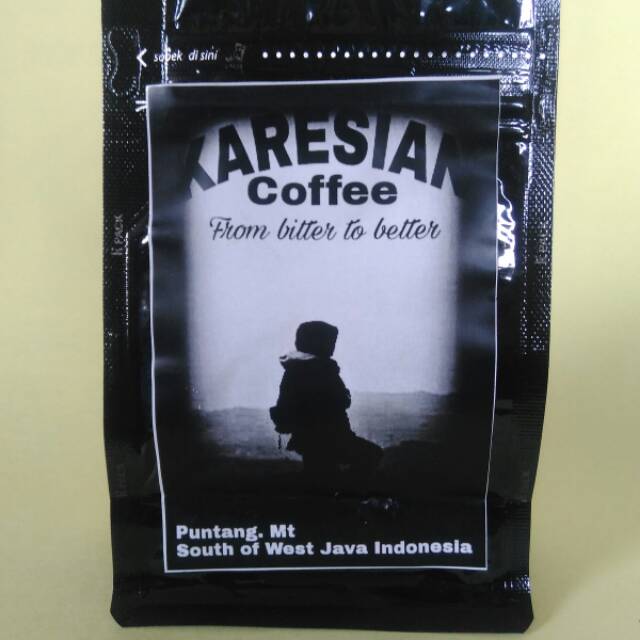 sobek di sini
KARESIAN
Coffee
From bitter to better
Puntang. Mt
South of West Java Indonesia